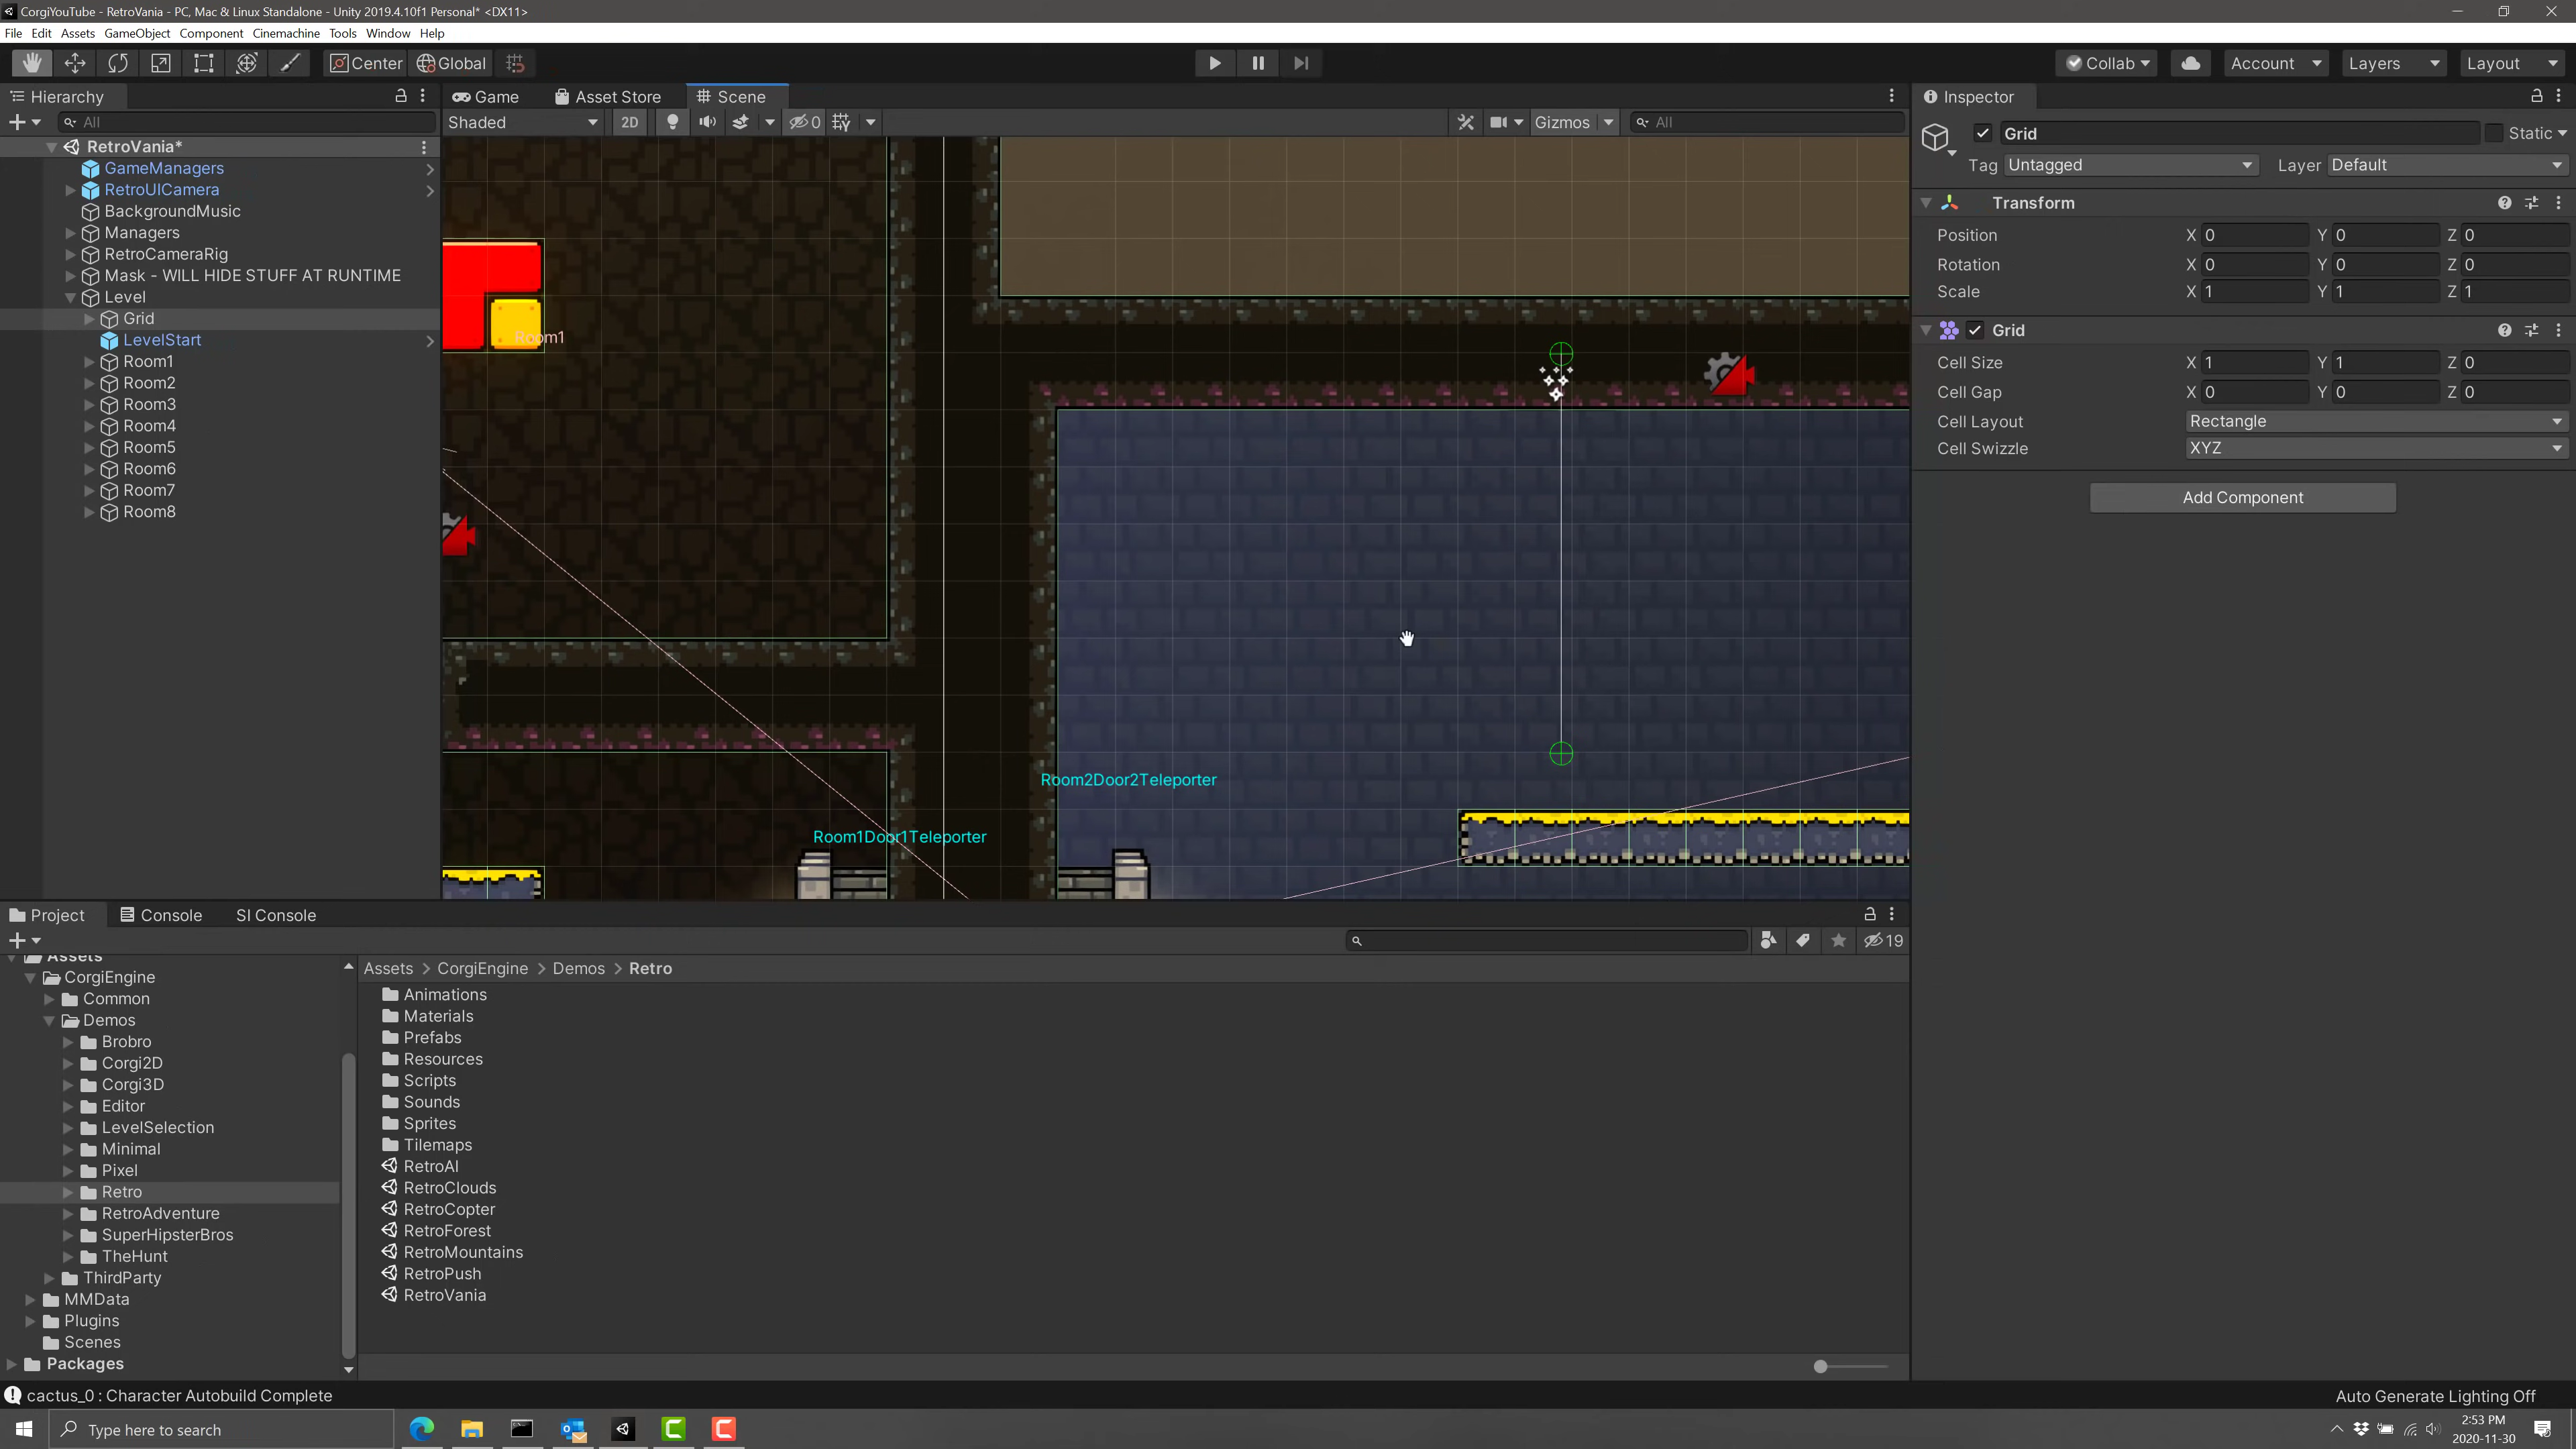 CorgiYouTube - RetroVania - PC, Mac & Linux Standalone - Unity 2019.4.10f1 Personal* <DX11>
File Edit Assets GameObject Component Cinemachine Tools Window Help
Center Global
Collab Account Layers Layout
Hierarchy
All
RetroVania*
GameManagers
RetroUICamera
BackgroundMusic
Managers
RetroCameraRig
Mask - WILL HIDE STUFF AT RUNTIME
Level
Grid
LevelStart
Room1
Room2
Room3
Room4
Room5
Room6
Room7
Room8
Game Asset Store Scene
Shaded 2D 0 Gizmos All
Room1
Room2Door2Teleporter
Room1Door1Teleporter
Inspector
Grid Static
Tag Untagged Layer Default
Transform
Position X 0 Y 0 Z 0
Rotation X 0 Y 0 Z 0
Scale X 1 Y 1 Z 1
Grid
Cell Size X 1 Y 1 Z 0
Cell Gap X 0 Y 0 Z 0
Cell Layout Rectangle
Cell Swizzle XYZ
Add Component
Project Console SI Console
19
Assets
CorgiEngine
Common
Demos
Brobro
Corgi2D
Corgi3D
Editor
LevelSelection
Minimal
Pixel
Retro
RetroAdventure
SuperHipsterBros
TheHunt
ThirdParty
MMData
Plugins
Scenes
Packages
Assets > CorgiEngine > Demos > Retro
Animations
Materials
Prefabs
Resources
Scripts
Sounds
Sprites
Tilemaps
RetroAI
RetroClouds
RetroCopter
RetroForest
RetroMountains
RetroPush
RetroVania
cactus_0 : Character Autobuild Complete
Auto Generate Lighting Off
Type here to search
2:53 PM
2020-11-30